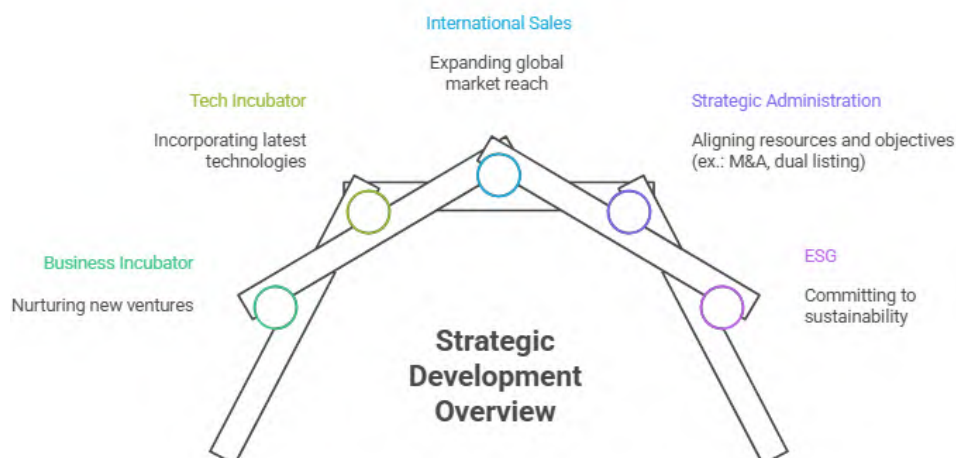 International Sales
Expanding global
market reach
Tech Incubator
Incorporating latest
technologies
Strategic Administration
Aligning resources and objectives
(ex.: M&A, dual listing)
Business Incubator
Nurturing new ventures
ESG
Committing to
sustainability
Strategic
Development
Overview